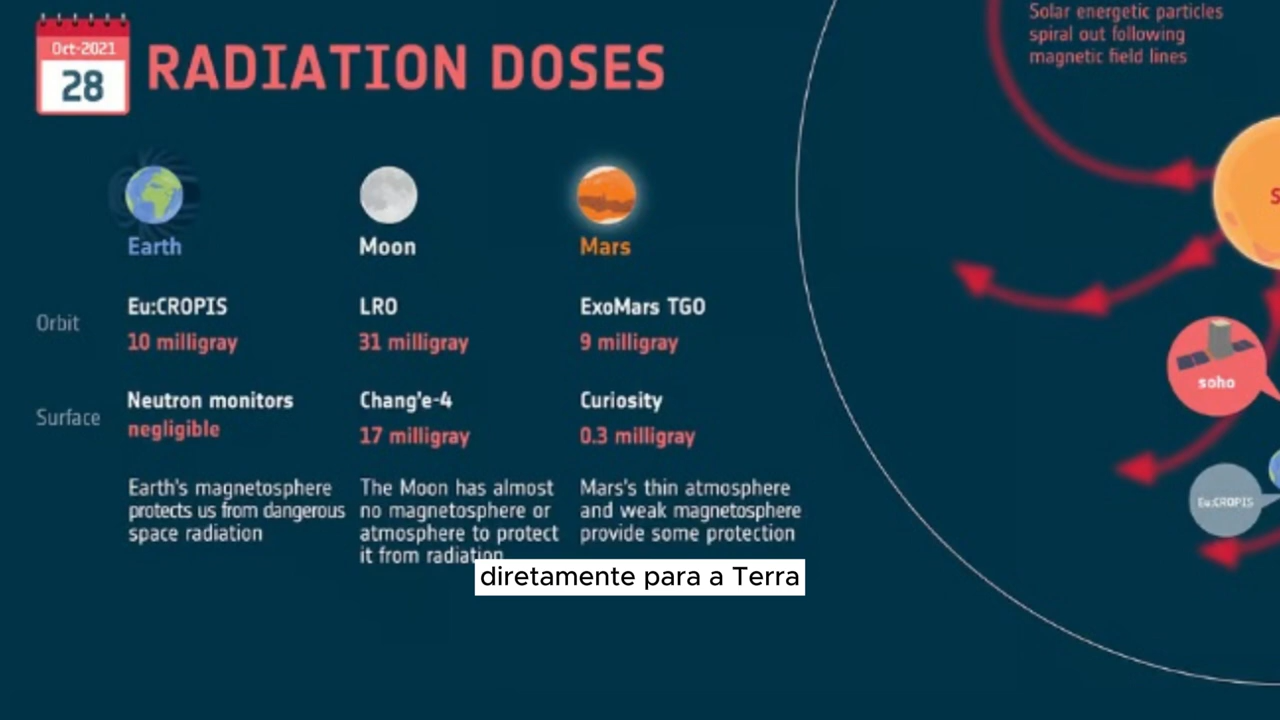 Oct-2021
28
RADIATION DOSES
Earth
Moon
Mars
Orbit
Eu:CROPIS
10 milligray
LRO
31 milligray
ExoMars TGO
9 milligray
Surface
Neutron monitors
negligible
Chang'e-4
17 milligray
Curiosity
0.3 milligray
Earth's magnetosphere
protects us from dangerous
space radiation
The Moon has almost
no magnetosphere or
atmosphere to protect
it from radiation
Mars's thin atmosphere
and weak magnetosphere
provide some protection
Solar energetic particles
spiral out following
magnetic field lines
S
soho
Eu:CROPIS
diretamente para a Terra